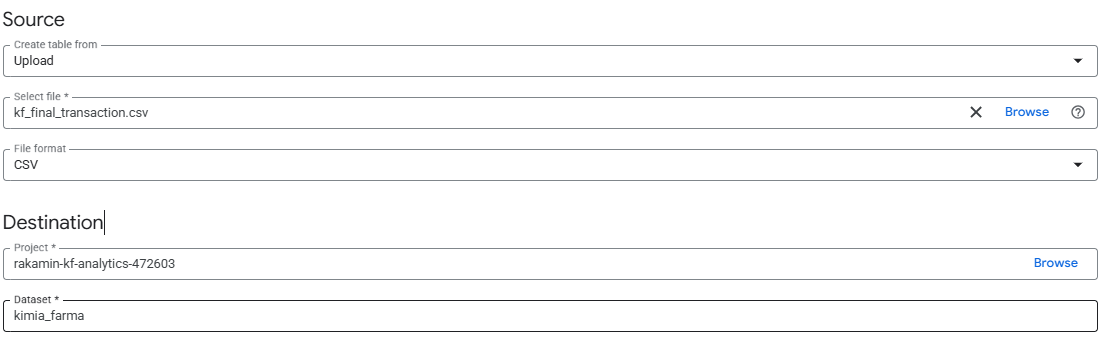 Source
Create table from
Upload
Select file *
kf_final_transaction.csv
Browse
File format
CSV
Destination
Project *
rakamin-kf-analytics-472603
Browse
Dataset *
kimia_farma